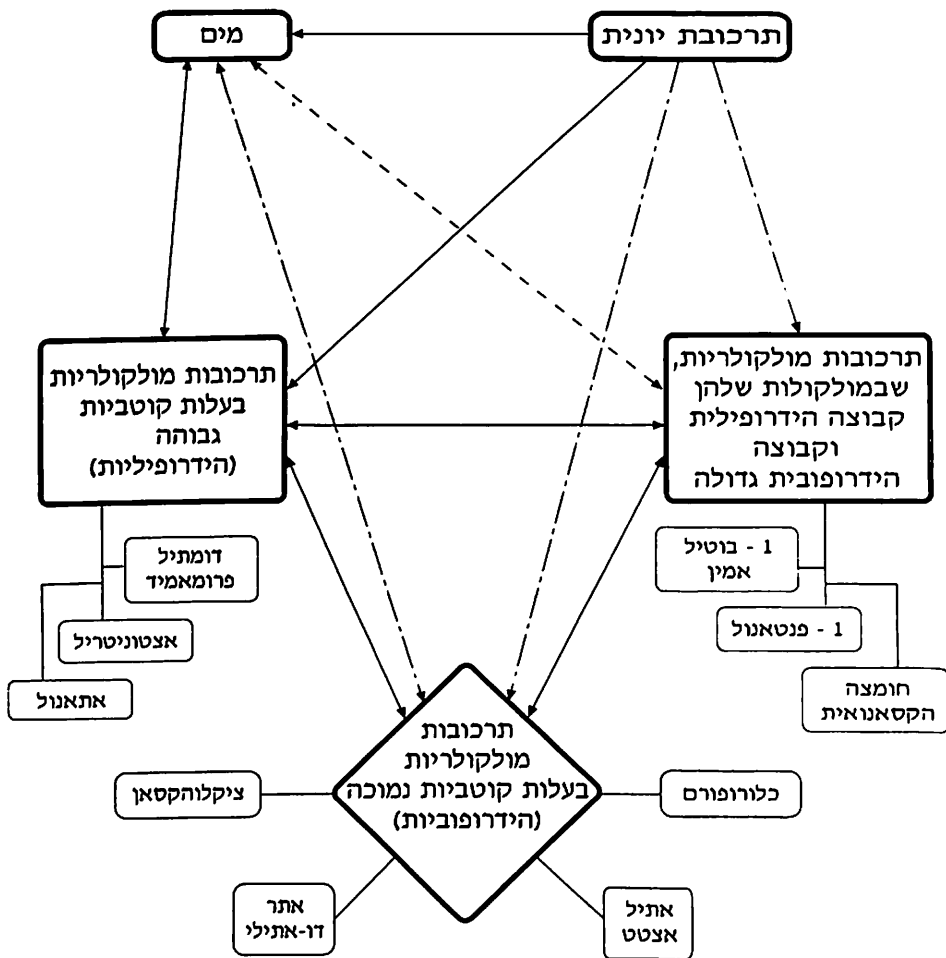 תרכובת יונית
מים
תרכובות מולקולריות,
שבמולקולות שלהן
קבוצה הידרופילית
וקבוצה
הידרופובית גדולה
תרכובות מולקולריות
בעלות קוטביות
גבוהה
(הידרופיליות)
1 - בוטיל
אמין
1 - פנטאנול
חומצה
הקסאנואית
דומתיל
פרומאמיד
אצטוניטריל
אתאנול
תרכובות
מולקולריות
בעלות קוטביות נמוכה
(הידרופוביות)
כלורופורם
ציקלוהקסאן
אתיל
אצטט
אתר
דו-אתילי